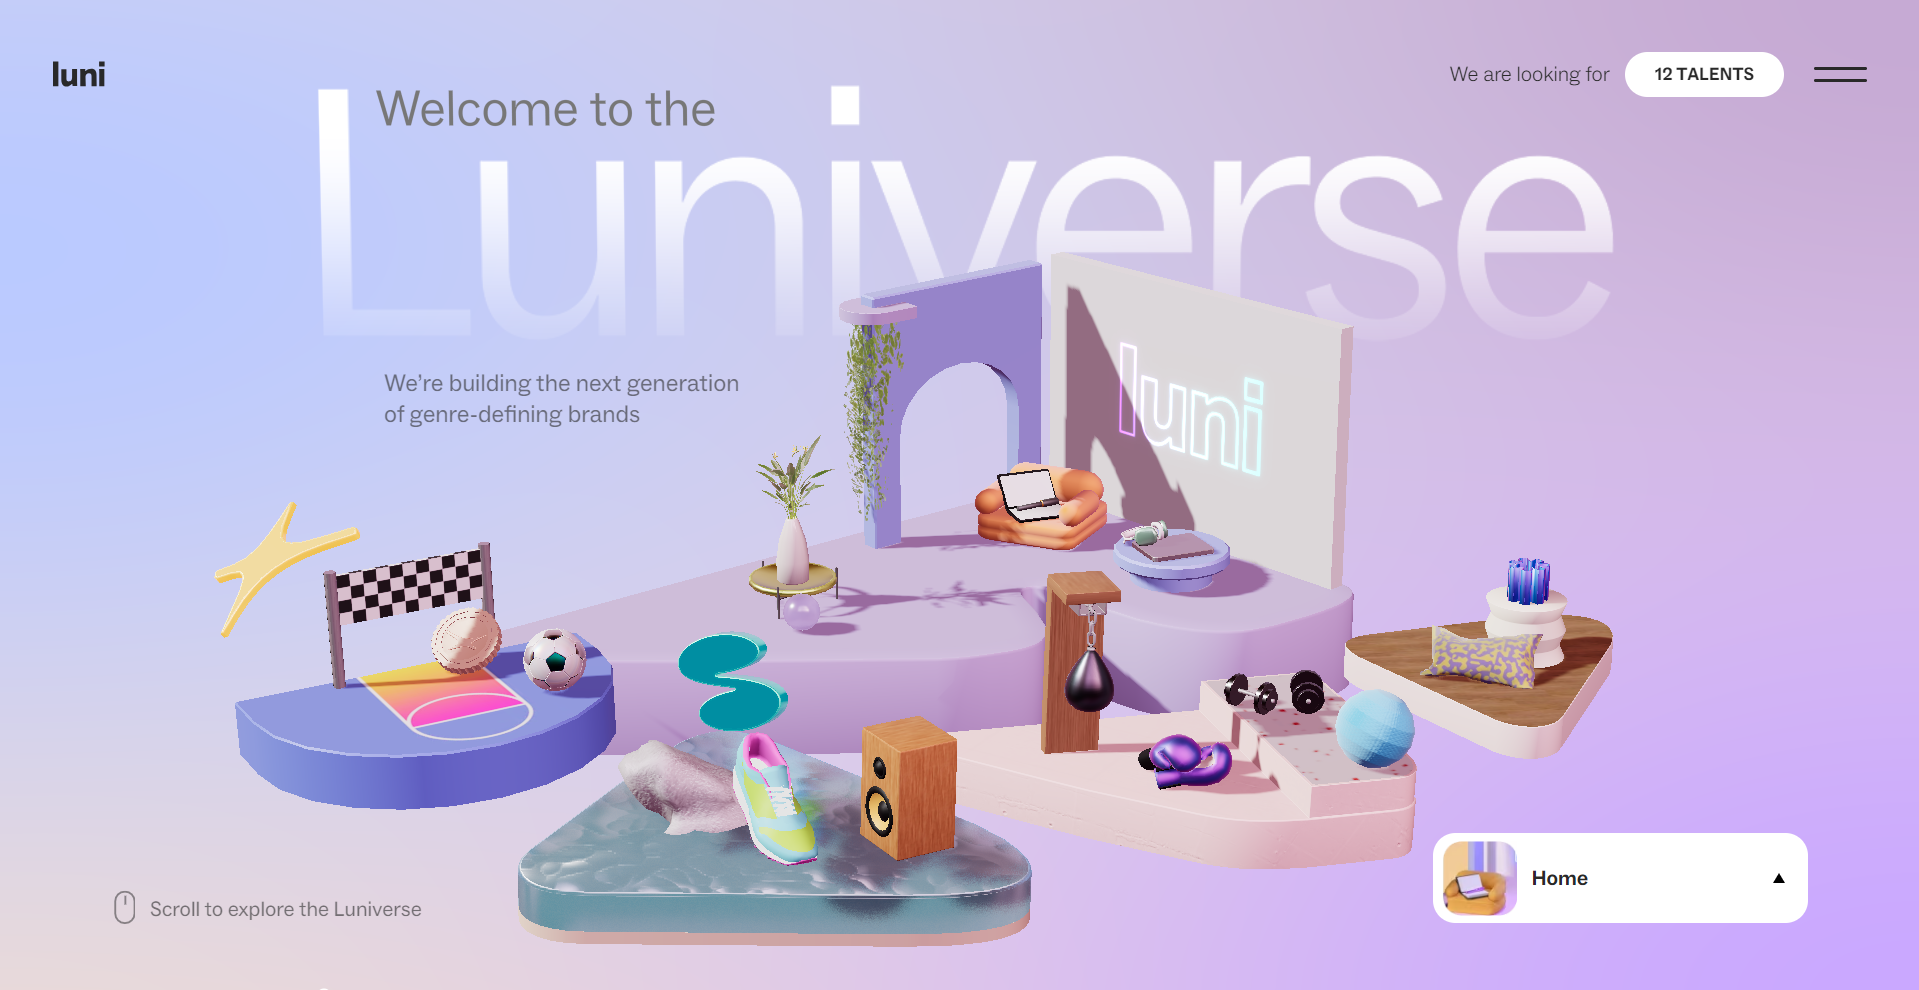 luni
We are looking for
12 TALENTS
Welcome to the
Luniverse
We're building the next generation
of genre-defining brands
luni
Scroll to explore the Luniverse
Home